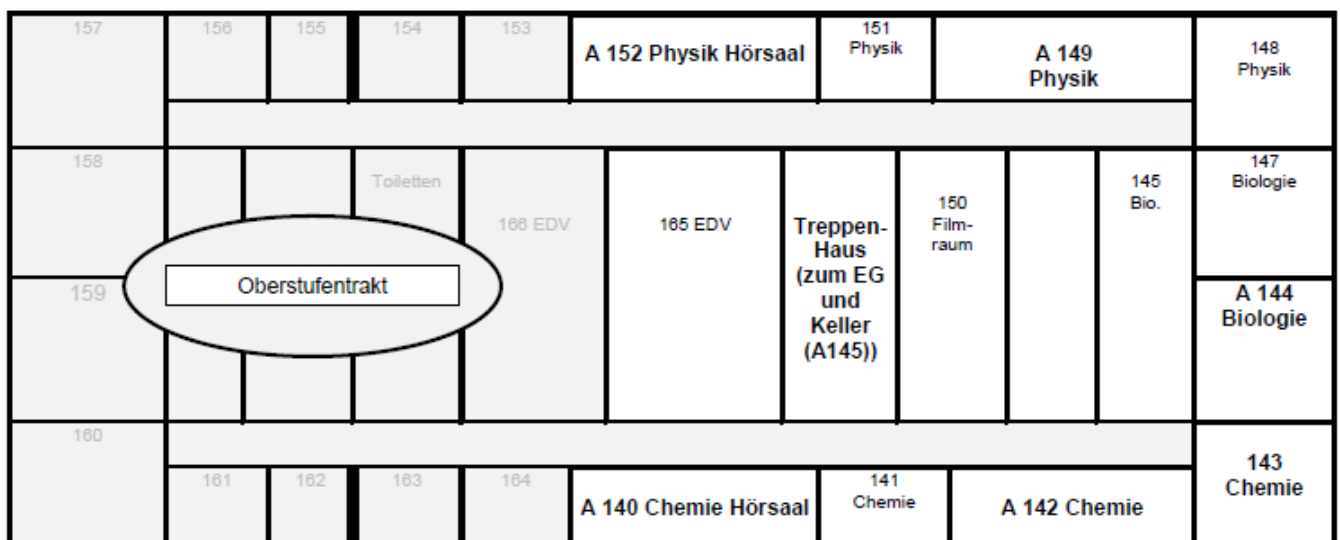 157
156
155
154
153
A 152 Physik Hörsaal
151
Physik
A 149
Physik
148
Physik
158
Toiletten
166 EDV
165 EDV
Treppen-
Haus
(zum EG
und
Keller
(A145))
150
Film-
raum
145
Bio.
147
Biologie
159
Oberstufentrakt
A 144
Biologie
160
161
162
163
164
A 140 Chemie Hörsaal
141
Chemie
A 142 Chemie
143
Chemie